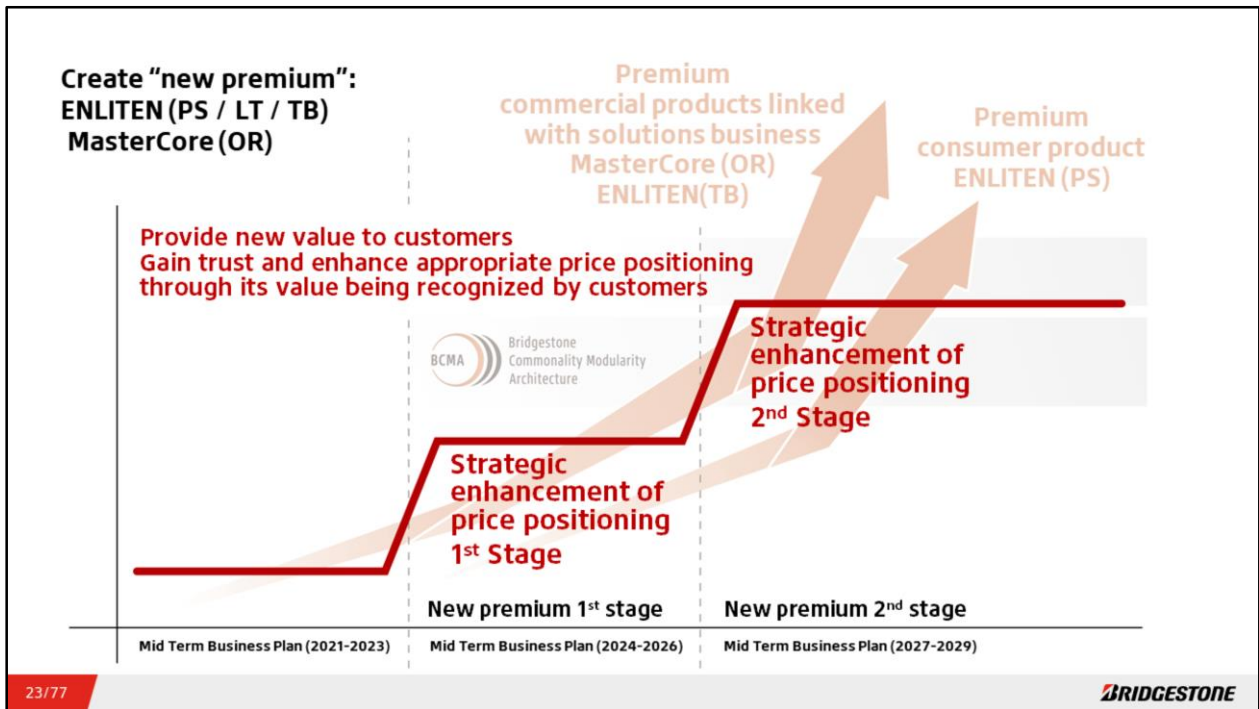 Create “new premium”:
ENLITEN (PS / LT / TB)
MasterCore (OR)
Premium
commercial products linked
with solutions business
MasterCore (OR)
ENLITEN(TB)
Premium
consumer product
ENLITEN (PS)
Provide new value to customers
Gain trust and enhance appropriate price positioning
through its value being recognized by customers
BCMA
Bridgestone
Commonality Modularity
Architecture
Strategic
enhancement of
price positioning
2nd Stage
Strategic
enhancement of
price positioning
1st Stage
New premium 1st stage
New premium 2nd stage
Mid Term Business Plan (2021-2023)
Mid Term Business Plan (2024-2026)
Mid Term Business Plan (2027-2029)
23/77
BRIDGESTONE